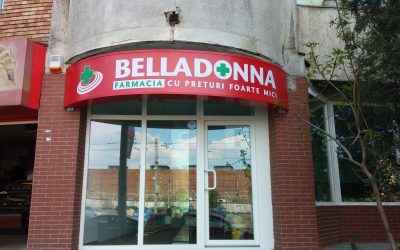 BELLADONNA
FARMACIA CU PREȚURI FOARTE MICI